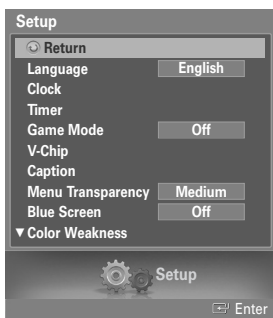 Setup
Return
Language English
Clock
Timer
Game Mode Off
V-Chip
Caption
Menu Transparency Medium
Blue Screen Off
▼ Color Weakness
Setup
Enter